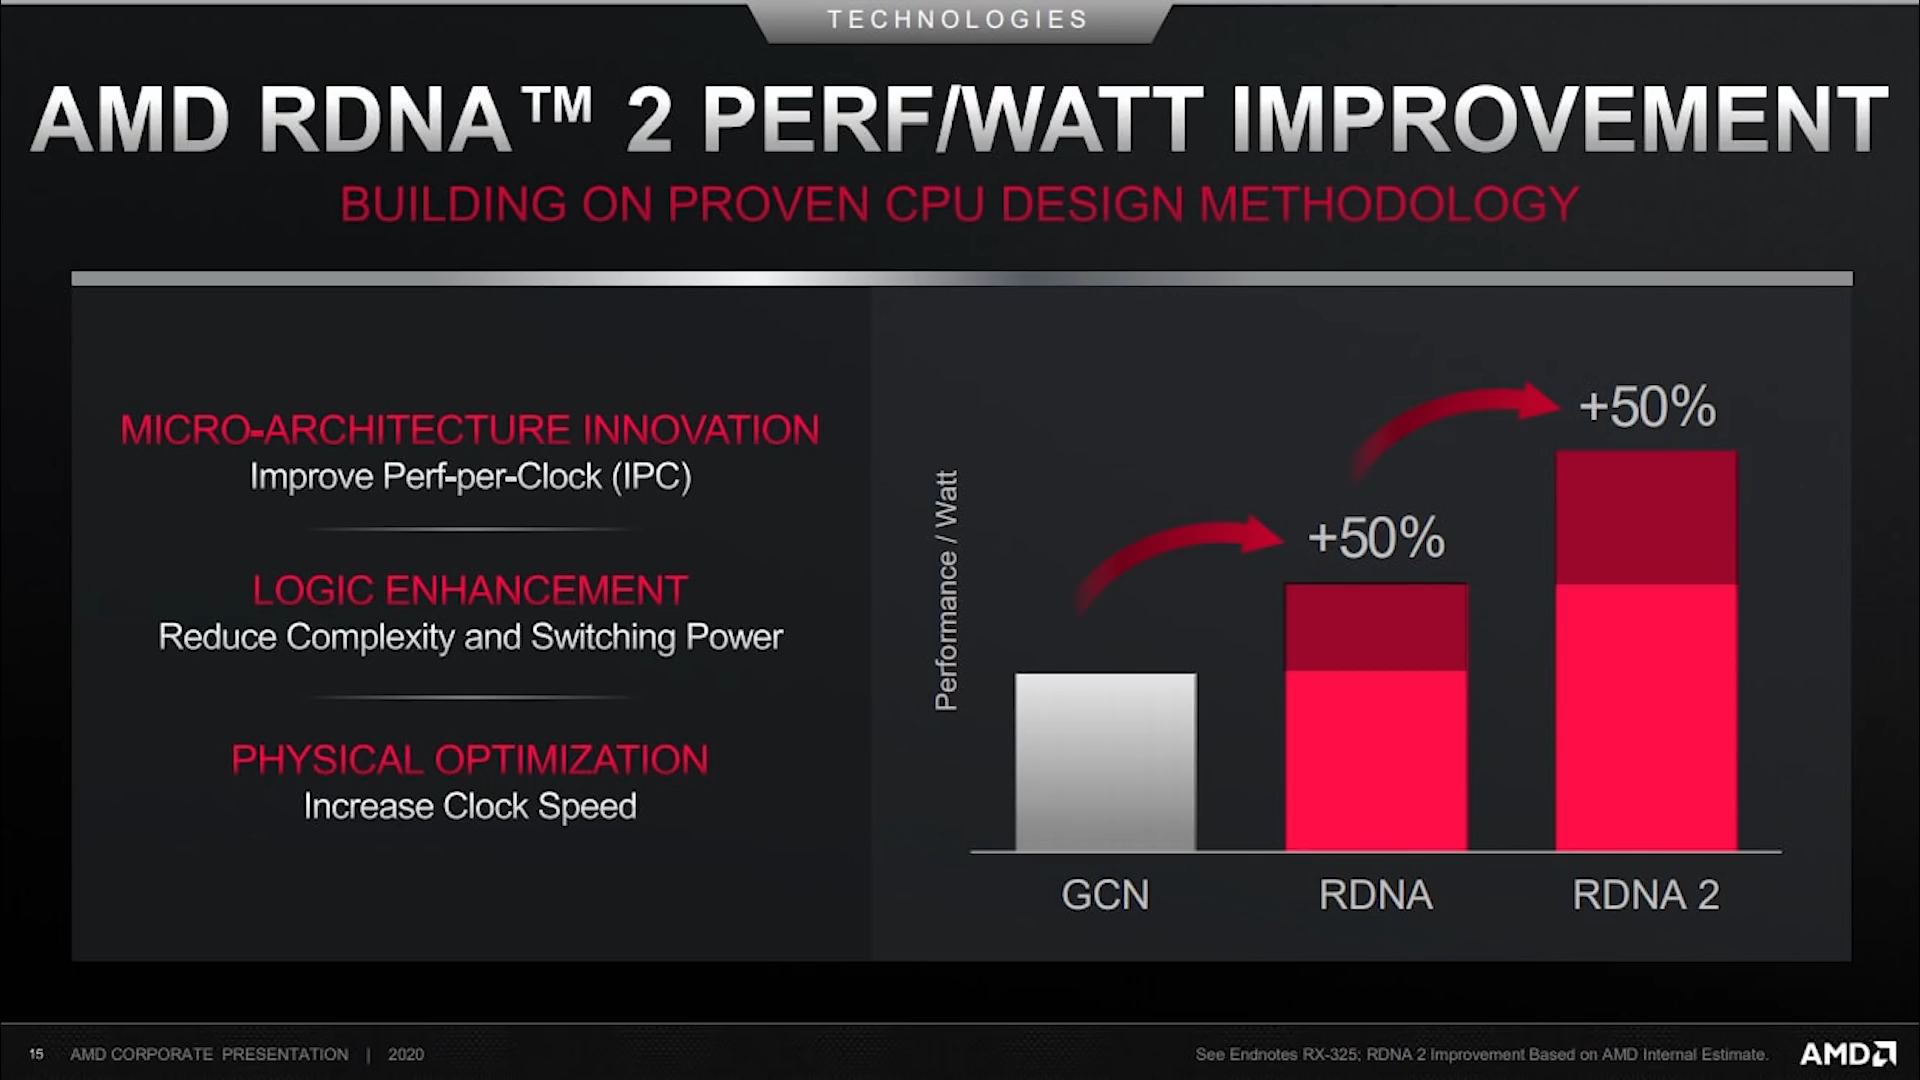 TECHNOLOGIES
AMD RDNA™ 2 PERF/WATT IMPROVEMENT
BUILDING ON PROVEN CPU DESIGN METHODOLOGY
MICRO-ARCHITECTURE INNOVATION
Improve Perf-per-Clock (IPC)
LOGIC ENHANCEMENT
Reduce Complexity and Switching Power
PHYSICAL OPTIMIZATION
Increase Clock Speed
Performance / Watt
+50%
+50%
GCN
RDNA
RDNA 2
15 AMD CORPORATE PRESENTATION | 2020
See Endnotes RX-325; RDNA 2 Improvement Based on AMD Internal Estimate.
AMD